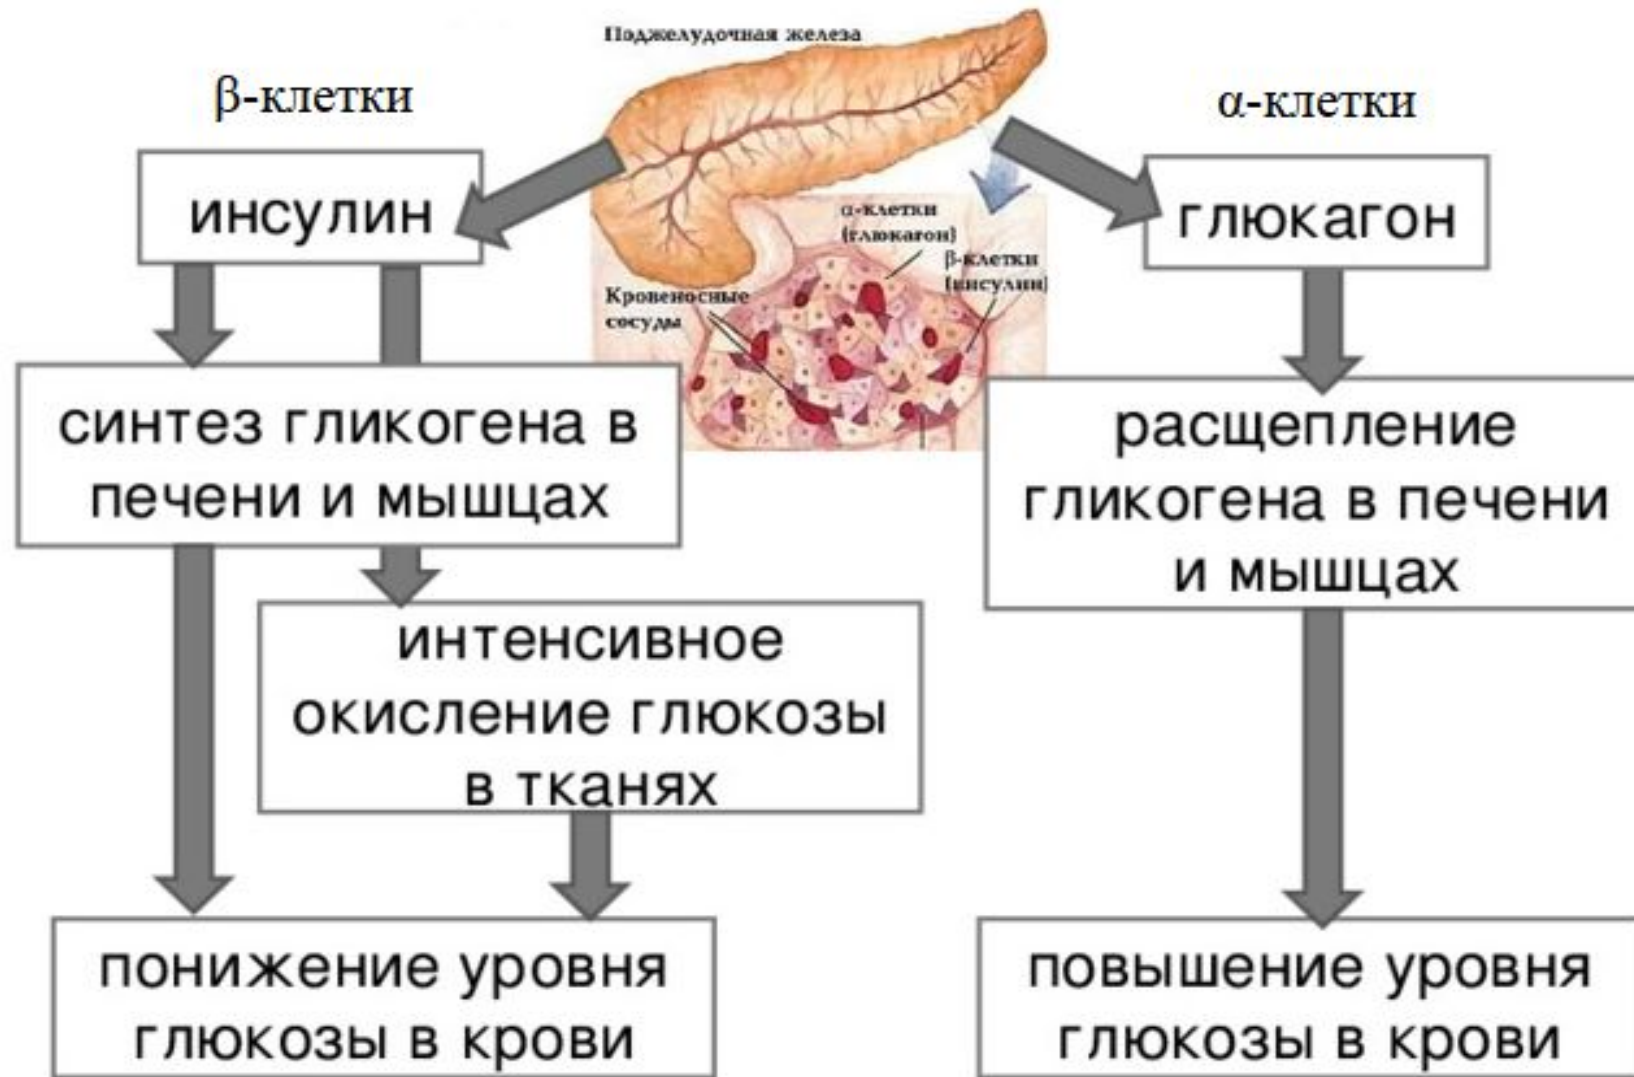 Поджелудочная железа
β-клетки
α-клетки
инсулин
глюкагон
α-клетки
(глюкагон)
β-клетки
(инсулин)
Кровеносные
сосуды
синтез гликогена в
печени и мышцах
расщепление
гликогена в печени
и мышцах
интенсивное
окисление глюкозы
в тканях
понижение уровня
глюкозы в крови
повышение уровня
глюкозы в крови